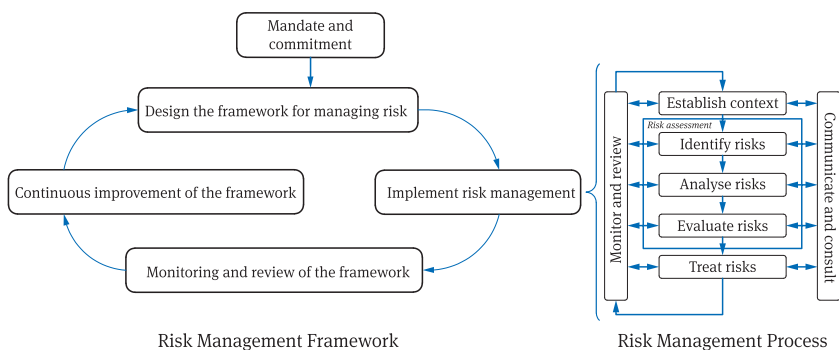 Mandate and
commitment
Design the framework for managing risk
Continuous improvement of the framework
Implement risk management
Monitoring and review of the framework
Risk Management Framework
Monitor and review
Establish context
Risk assessment
Identify risks
Analyse risks
Evaluate risks
Treat risks
Communicate and consult
Risk Management Process